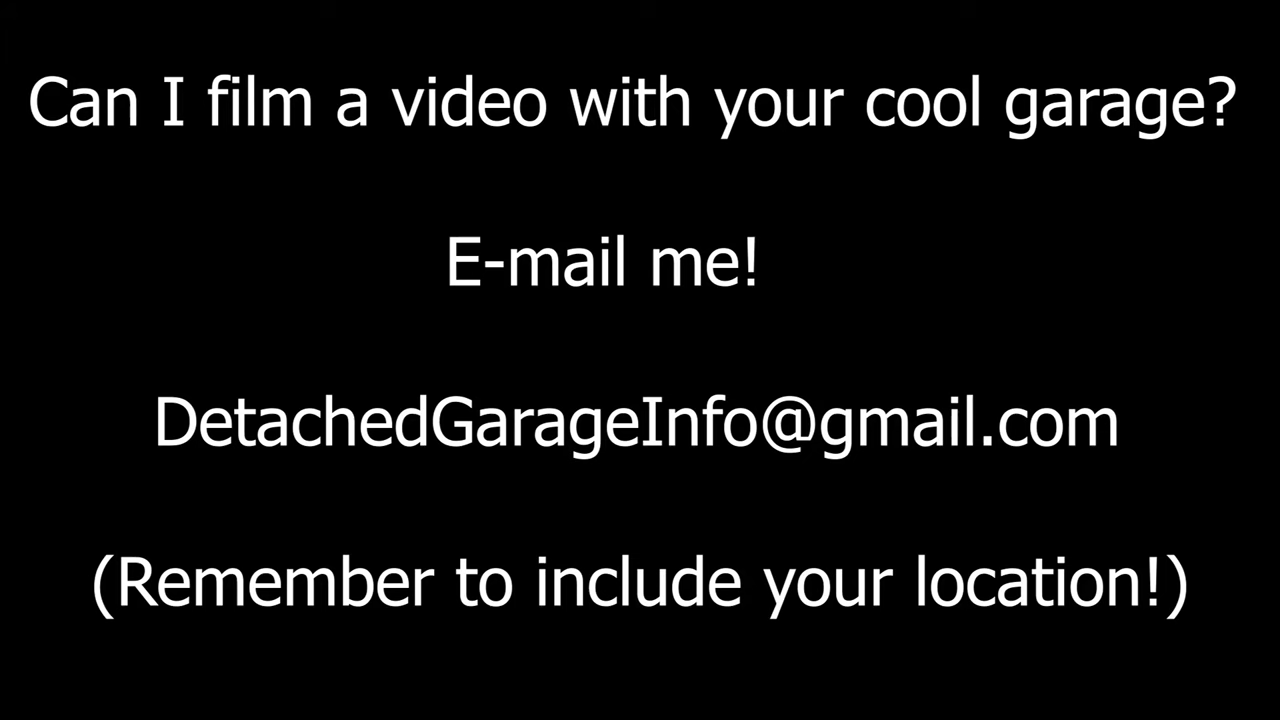 Can I film a video with your cool garage?
E-mail me!
DetachedGarageInfo@gmail.com
(Remember to include your location!)